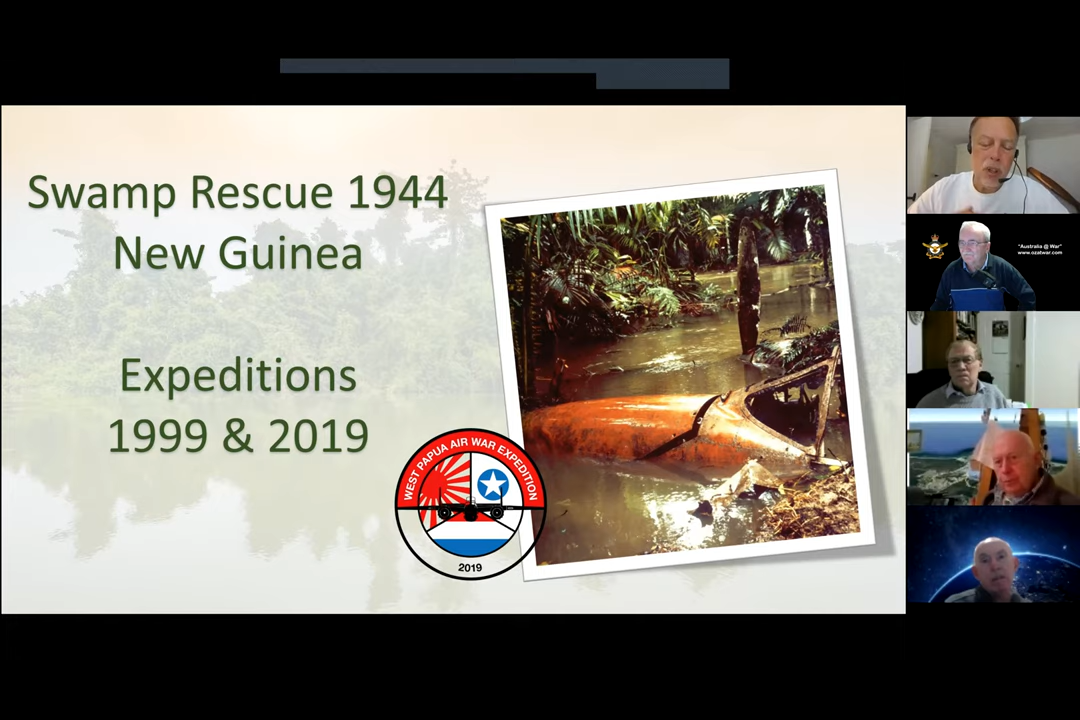 Swamp Rescue 1944
New Guinea
Expeditions
1999 & 2019
WEST PAPUA AIR WAR EXPEDITION
2019
"Australia @ War"
www.ozatwar.com